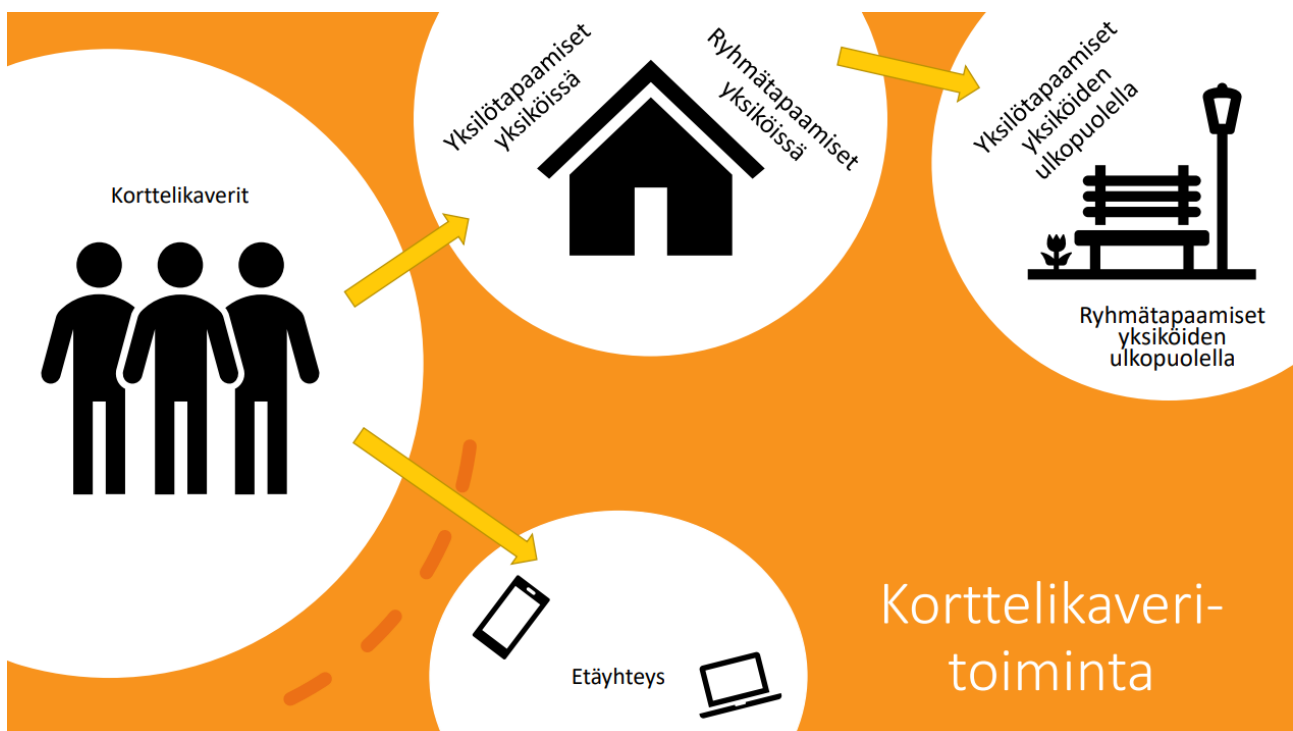 Korttelikaverit
Yksilötapaamiset
yksiköissä
Ryhmätapaamiset
yksiköissä
Yksilötapaamiset
yksiköiden
ulkopuolella
Ryhmätapaamiset
yksiköiden
ulkopuolella
Etäyhteys
Korttelikaveri-
toiminta